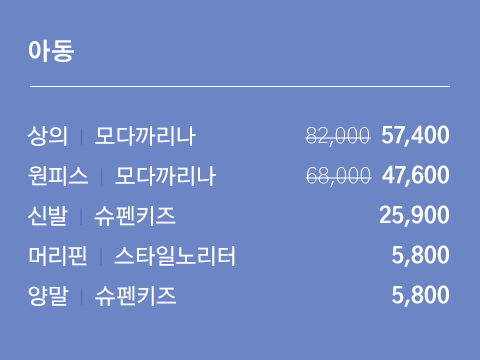 아동
상의 | 모다까리나 82,000 57,400
원피스 | 모다까리나 68,000 47,600
신발 | 슈펜키즈 25,900
머리핀 | 스타일노리터 5,800
양말 | 슈펜키즈 5,800